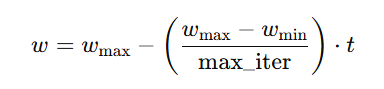 w = w_max − ( (w_max − w_min) / max_iter ) · t